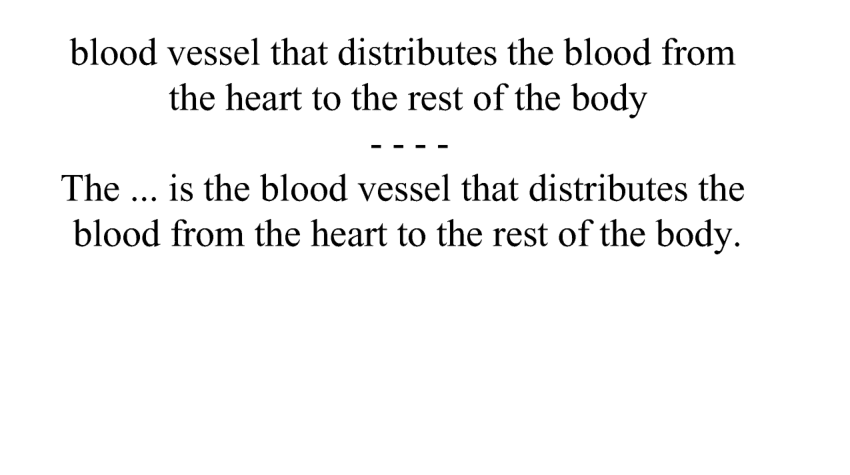 blood vessel that distributes the blood from
the heart to the rest of the body
- - - -
The ... is the blood vessel that distributes the
blood from the heart to the rest of the body.